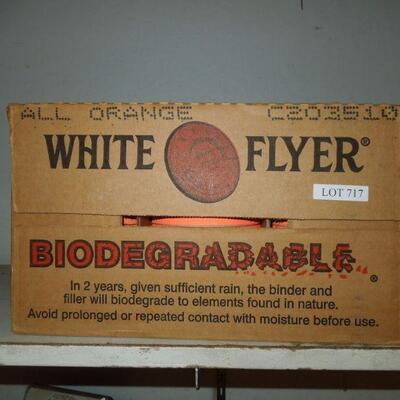 ALL ORANGE C203510
WHITE FLYER®
LOT 717
BIODEGRADABLE®
In 2 years, given sufficient rain, the binder and
filler will biodegrade to elements found in nature.
Avoid prolonged or repeated contact with moisture before use.